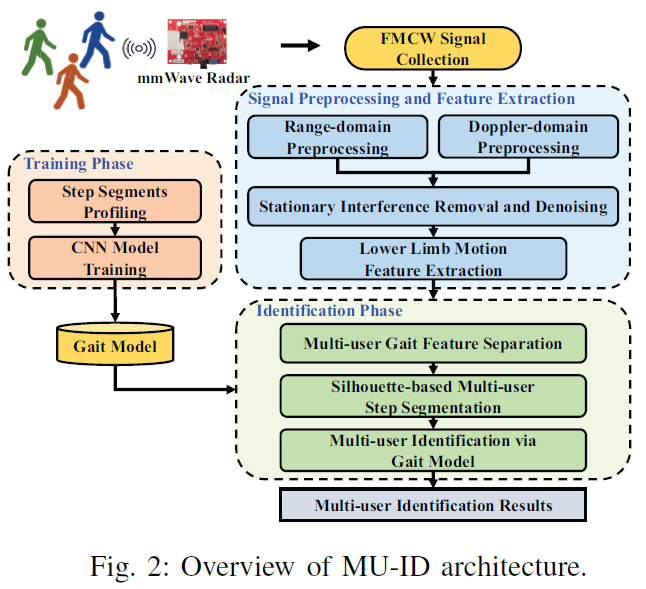 mmWave Radar
FMCW Signal
Collection
Signal Preprocessing and Feature Extraction
Range-domain
Preprocessing
Doppler-domain
Preprocessing
Stationary Interference Removal and Denoising
Lower Limb Motion
Feature Extraction
Training Phase
Step Segments
Profiling
CNN Model
Training
Gait Model
Identification Phase
Multi-user Gait Feature Separation
Silhouette-based Multi-user
Step Segmentation
Multi-user Identification via
Gait Model
Multi-user Identification Results
Fig. 2: Overview of MU-ID architecture.